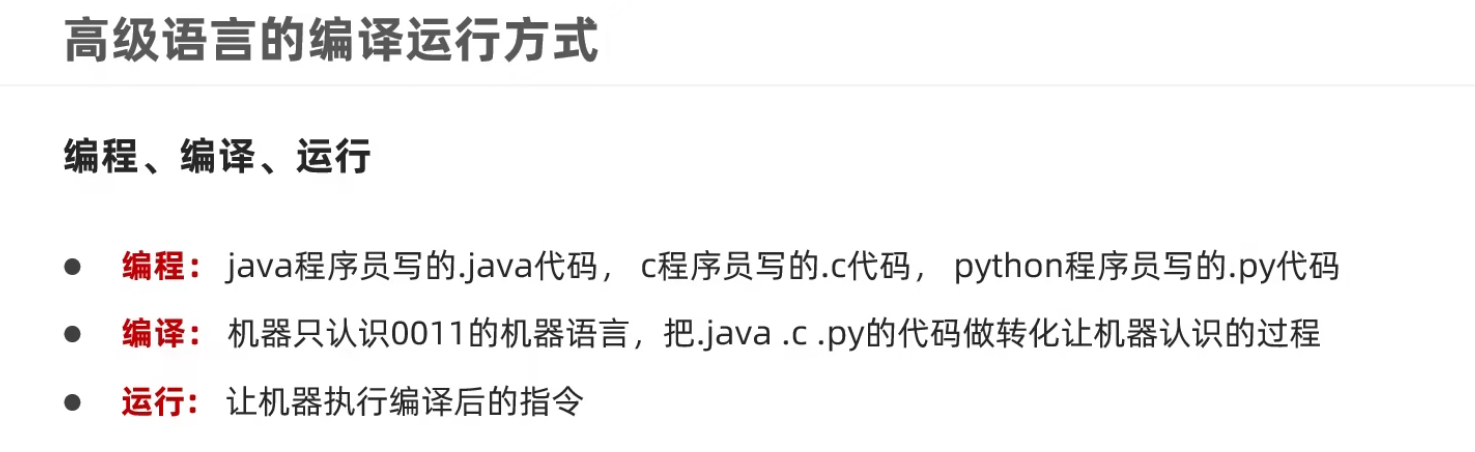 高级语言的编译运行方式
编程、编译、运行
● 编程： java程序员写的.java代码， c程序员写的.c代码， python程序员写的.py代码
● 编译： 机器只认识0011的机器语言，把.java .c .py的代码做转化让机器认识的过程
● 运行： 让机器执行编译后的指令